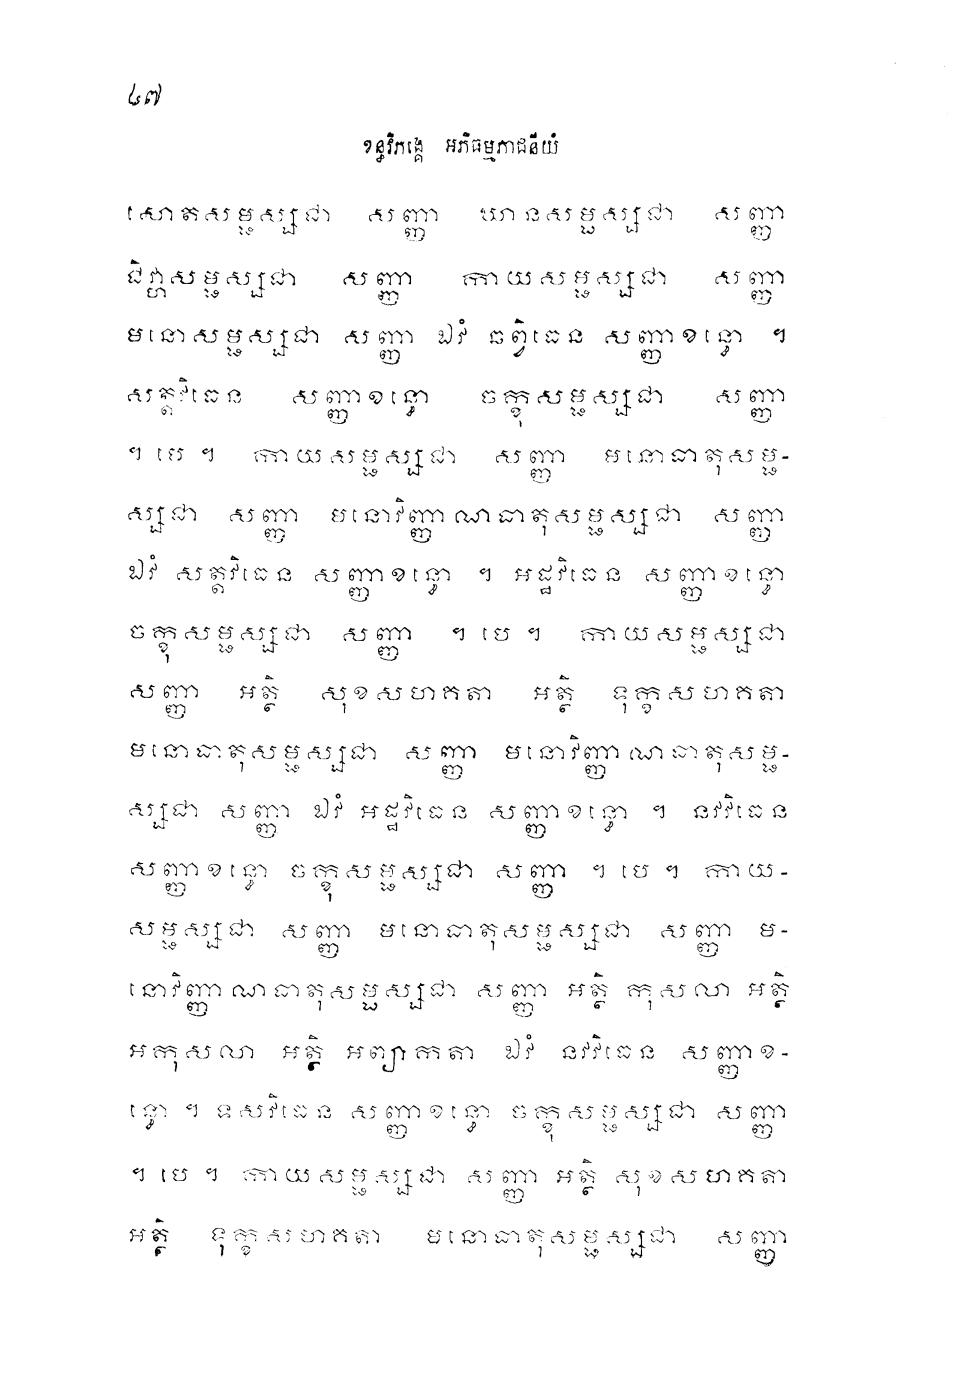 ៤៧
ខន្ធវិភង្គេ អភិធម្មភាជនីយំ
សោតសម្ផស្សជា សញ្ញា ឃានសម្ផស្សជា សញ្ញា
ជិវ្ហាសម្ផស្សជា សញ្ញា កាយសម្ផស្សជា សញ្ញា
មនោសម្ផស្សជា សញ្ញា ឯវំ ឆព្វិធេន សញ្ញាខន្ធោ ។
សត្តវិធេន សញ្ញាខន្ធោ ចក្ខុសម្ផស្សជា សញ្ញា
។ បេ ។ កាយសម្ផស្សជា សញ្ញា មនោធាតុសម្ផ-
ស្សជា សញ្ញា មនោវិញ្ញាណធាតុសម្ផស្សជា សញ្ញា
ឯវំ សត្តវិធេន សញ្ញាខន្ធោ ។ អដ្ឋវិធេន សញ្ញាខន្ធោ
ចក្ខុសម្ផស្សជា សញ្ញា ។ បេ ។ កាយសម្ផស្សជា
សញ្ញា អត្ថិ សុខសហគតា អត្ថិ ទុក្ខសហគតា
មនោធាតុសម្ផស្សជា សញ្ញា មនោវិញ្ញាណធាតុសម្ផ-
ស្សជា សញ្ញា ឯវំ អដ្ឋវិធេន សញ្ញាខន្ធោ ។ នវវិធេន
សញ្ញាខន្ធោ ចក្ខុសម្ផស្សជា សញ្ញា ។ បេ ។ កាយ-
សម្ផស្សជា សញ្ញា មនោធាតុសម្ផស្សជា សញ្ញា ម-
នោវិញ្ញាណធាតុសម្ផស្សជា សញ្ញា អត្ថិ កុសលា អត្ថិ
អកុសលា អត្ថិ អព្យាកតា ឯវំ នវវិធេន សញ្ញាខ-
ន្ធោ ។ ទសវិធេន សញ្ញាខន្ធោ ចក្ខុសម្ផស្សជា សញ្ញា
។ បេ ។ កាយសម្ផស្សជា សញ្ញា អត្ថិ សុខសហគតា
អត្ថិ ទុក្ខសហគតា មនោធាតុសម្ផស្សជា សញ្ញា